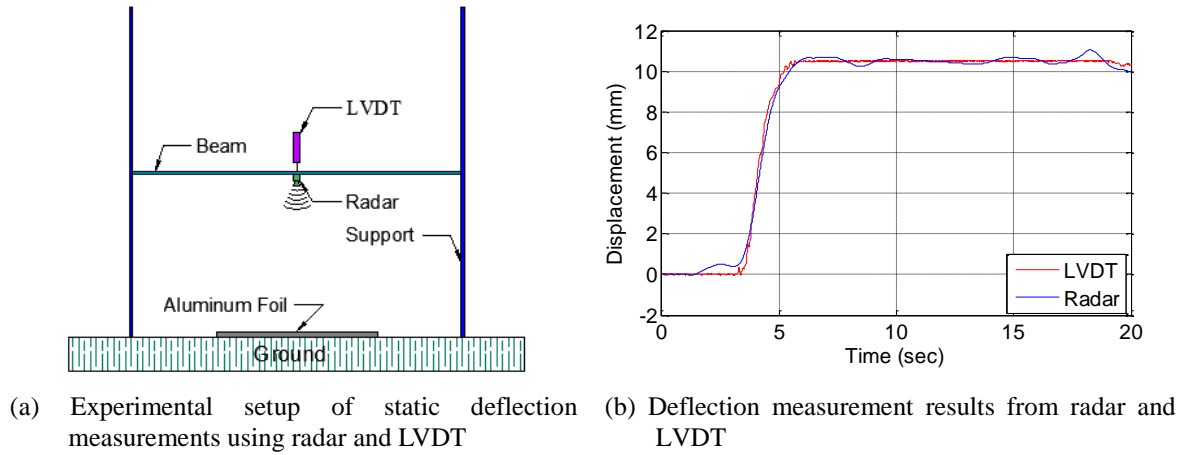 LVDT
Beam
Radar
Support
Aluminum Foil
Ground
12
10
8
6
4
2
0
-2
Displacement (mm)
0
5
10
15
20
Time (sec)
LVDT
Radar
(a) Experimental setup of static deflection
measurements using radar and LVDT
(b) Deflection measurement results from radar and
LVDT